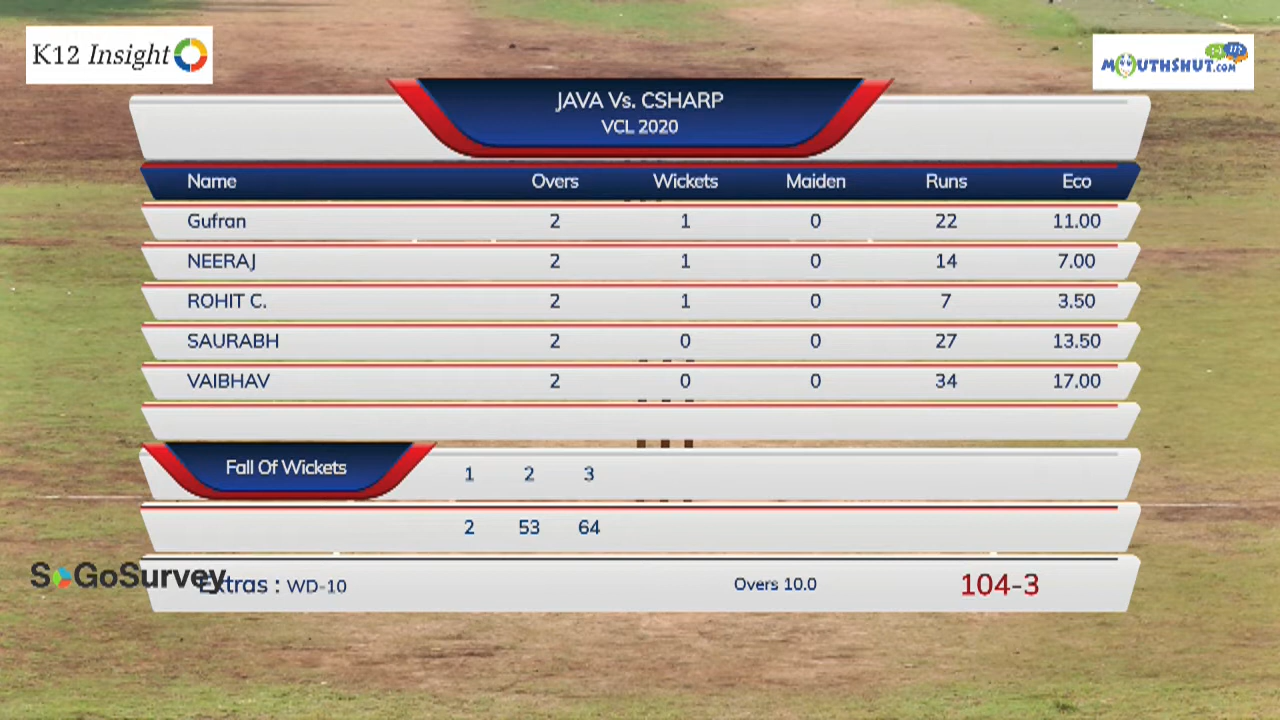 K12 Insight
MOUTHSHUT.COM
JAVA Vs. CSHARP
VCL 2020
Name Overs Wickets Maiden Runs Eco
Gufran 2 1 0 22 11.00
NEERAJ 2 1 0 14 7.00
ROHIT C. 2 1 0 7 3.50
SAURABH 2 0 0 27 13.50
VAIBHAV 2 0 0 34 17.00
Fall Of Wickets 1 2 3
2 53 64
SoGoSurvey
Extras : WD-10 Overs 10.0 104-3